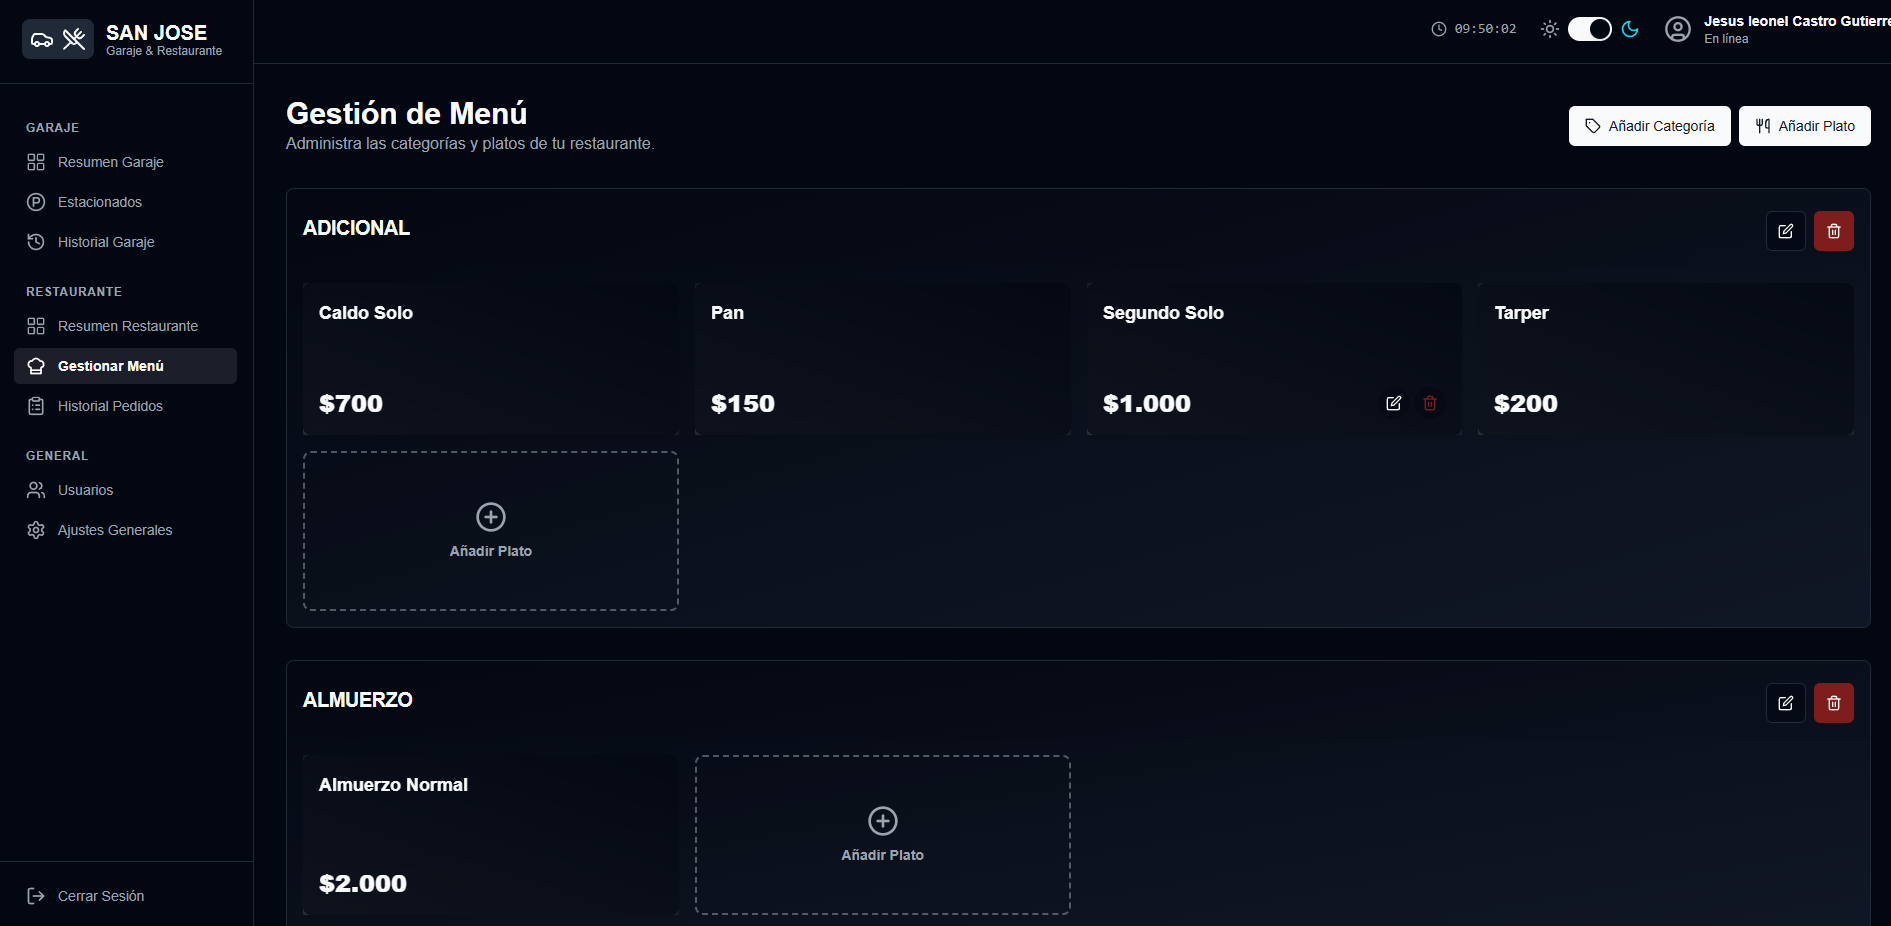 SAN JOSE
Garaje & Restaurante
GARAJE
Resumen Garaje
Estacionados
Historial Garaje
RESTAURANTE
Resumen Restaurante
Gestionar Menú
Historial Pedidos
GENERAL
Usuarios
Ajustes Generales
Cerrar Sesión
09:50:02
Jesus leonel Castro Gutierre
En línea
Gestión de Menú
Administra las categorías y platos de tu restaurante.
Añadir Categoría
Añadir Plato
ADICIONAL
Caldo Solo
$700
Pan
$150
Segundo Solo
$1.000
Tarper
$200
Añadir Plato
ALMUERZO
Almuerzo Normal
$2.000
Añadir Plato